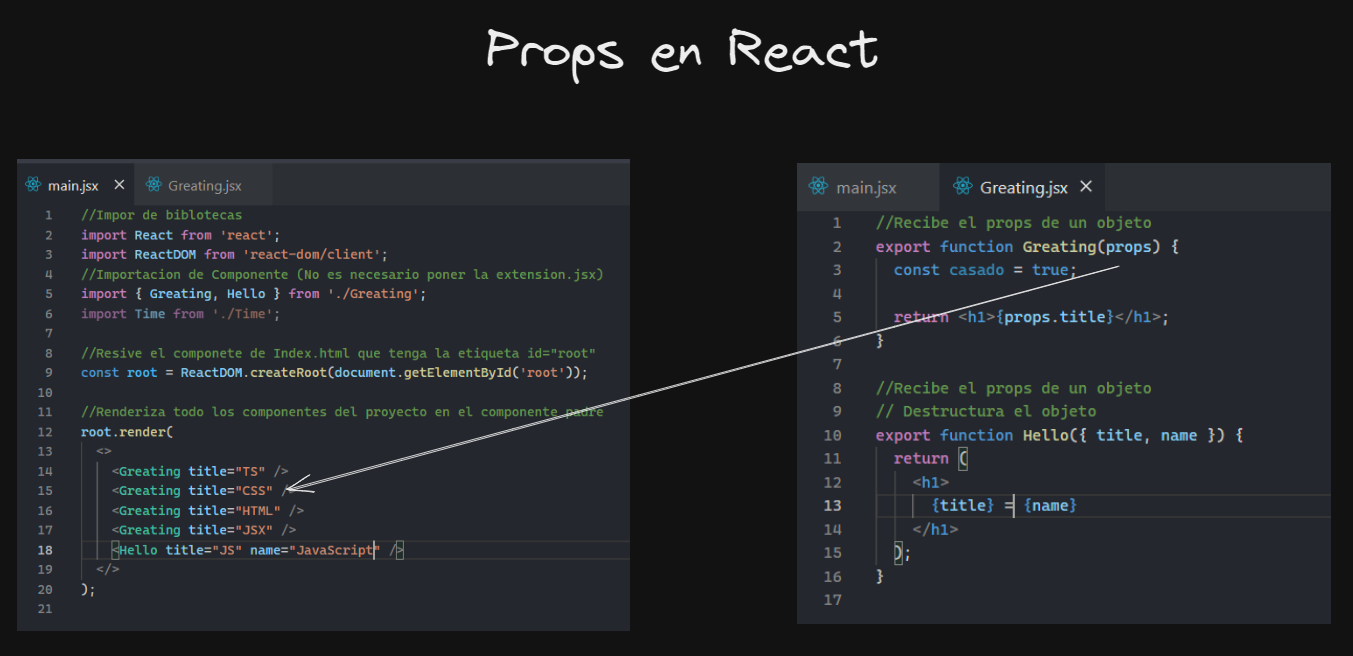 Props en React
main.jsx × Greating.jsx
1 //Impor de biblotecas
2 import React from 'react';
3 import ReactDOM from 'react-dom/client';
4 //Importacion de Componente (No es necesario poner la extension.jsx)
5 import { Greating, Hello } from './Greating';
6 import Time from './Time';
7
8 //Resive el componete de Index.html que tenga la etiqueta id="root"
9 const root = ReactDOM.createRoot(document.getElementById('root'));
10
11 //Renderiza todo los componentes del proyecto en el componente padre
12 root.render(
13 <>
14 <Greating title="TS" />
15 <Greating title="CSS" />
16 <Greating title="HTML" />
17 <Greating title="JSX" />
18 <Hello title="JS" name="JavaScript" />
19 </>
20 );
21
main.jsx Greating.jsx ×
1 //Recibe el props de un objeto
2 export function Greating(props) {
3 const casado = true;
4
5 return <h1>{props.title}</h1>;
6 }
7
8 //Recibe el props de un objeto
9 // Destructura el objeto
10 export function Hello({ title, name }) {
11 return (
12 <h1>
13 {title} = {name}
14 </h1>
15 );
16 }
17